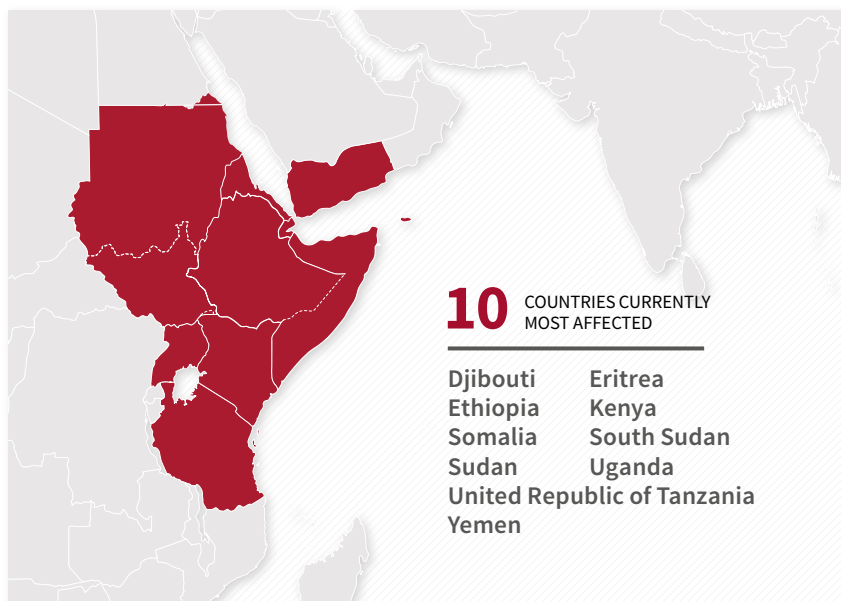 10 COUNTRIES CURRENTLY
MOST AFFECTED
Djibouti Eritrea
Ethiopia Kenya
Somalia South Sudan
Sudan Uganda
United Republic of Tanzania
Yemen